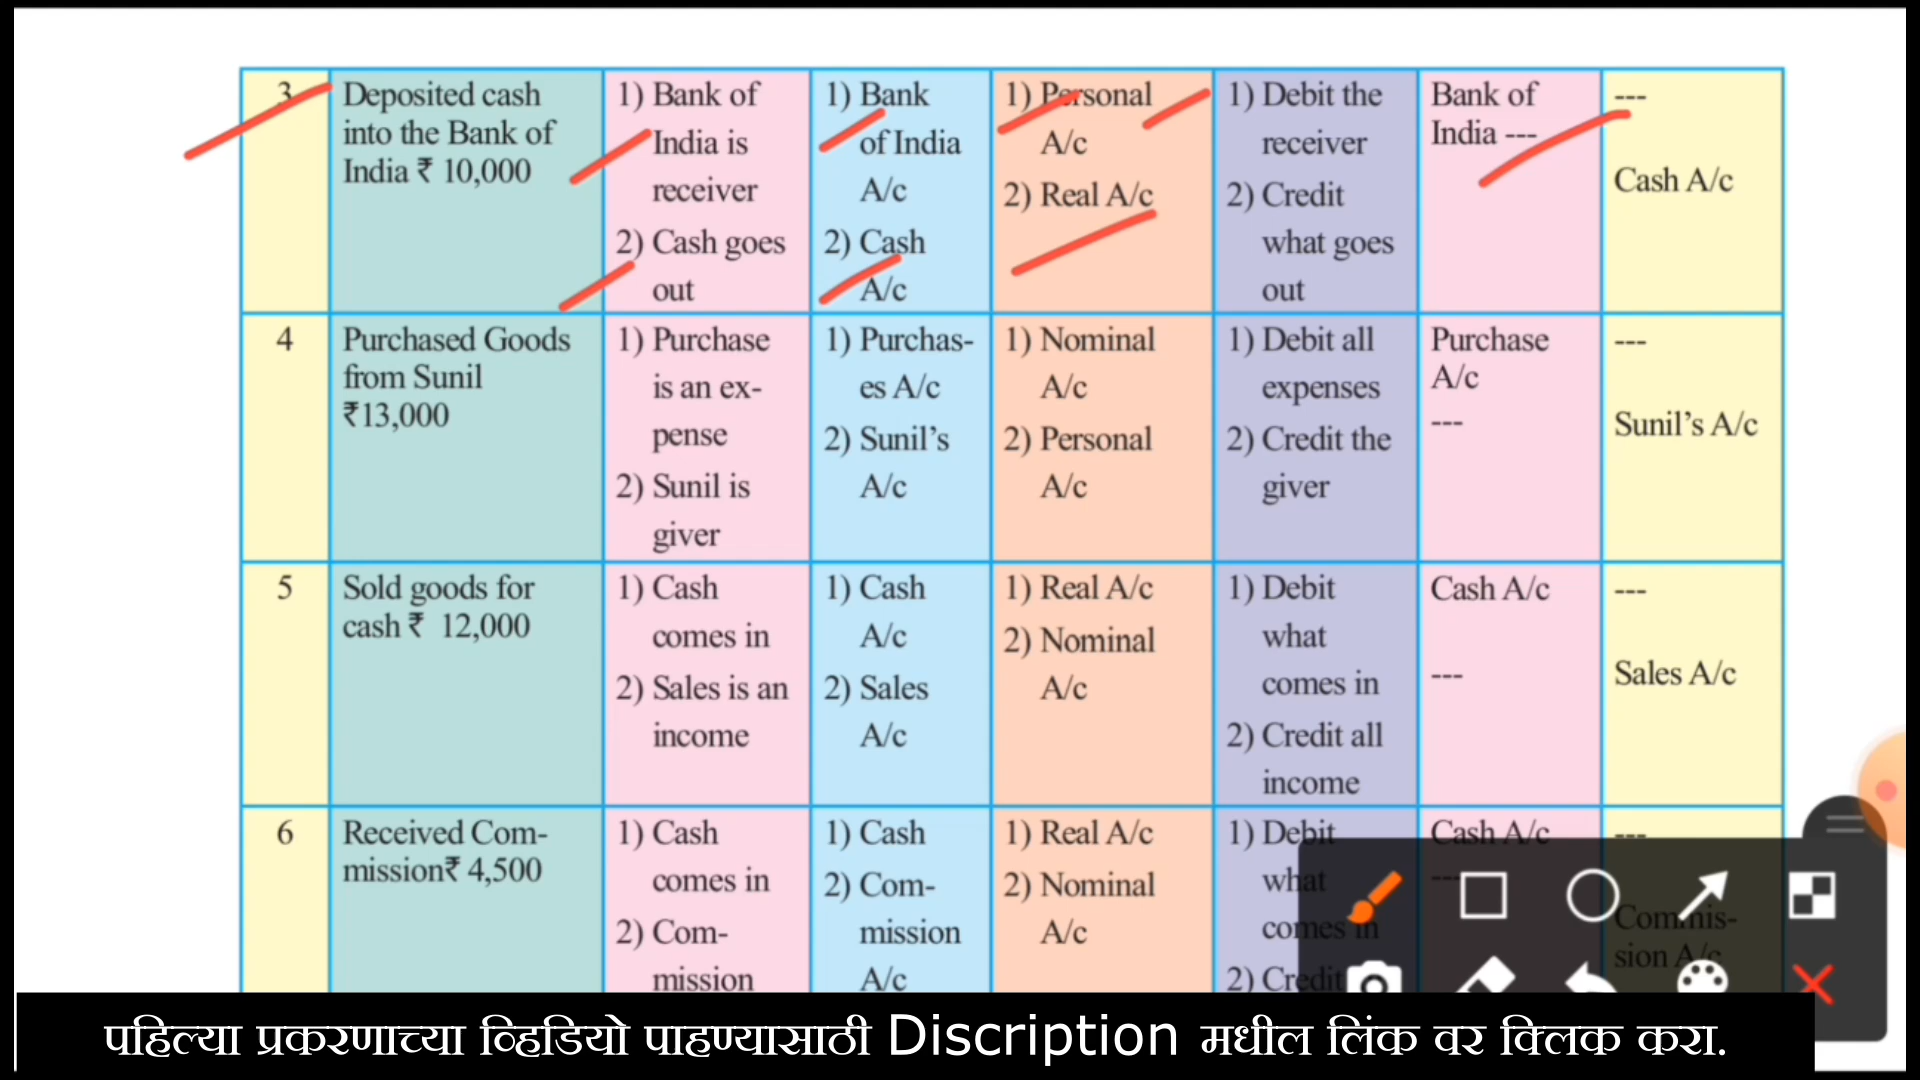 3
Deposited cash
into the Bank of
India ₹ 10,000
1) Bank of
India is
receiver
2) Cash goes
out
1) Bank
of India
A/c
2) Cash
A/c
1) Personal
A/c
2) Real A/c
1) Debit the
receiver
2) Credit
what goes
out
Bank of
India ---
---
Cash A/c
4
Purchased Goods
from Sunil
₹13,000
1) Purchase
is an ex-
pense
2) Sunil is
giver
1) Purchas-
es A/c
2) Sunil’s
A/c
1) Nominal
A/c
2) Personal
A/c
1) Debit all
expenses
2) Credit the
giver
Purchase
A/c
---
---
Sunil’s A/c
5
Sold goods for
cash ₹ 12,000
1) Cash
comes in
2) Sales is an
income
1) Cash
A/c
2) Sales
A/c
1) Real A/c
2) Nominal
A/c
1) Debit
what
comes in
2) Credit all
income
Cash A/c
---
---
Sales A/c
6
Received Com-
mission₹ 4,500
1) Cash
comes in
2) Com-
mission
1) Cash
2) Com-
mission
A/c
1) Real A/c
2) Nominal
A/c
1) Debit
what
comes in
2) Credit
Cash A/c
---
---
Commis-
sion A/c
पहिल्या प्रकरणाच्या व्हिडियो पाहण्यासाठी Discription मधील लिंक वर क्लिक करा.